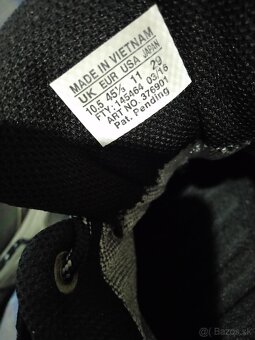 MADE IN VIETNAM
UK EUR USA JAPAN
10,5 45⅓ 11 29
FTY: 145464 03/16
ART NO. 376901
Pat. Pending
© Bazos.sk